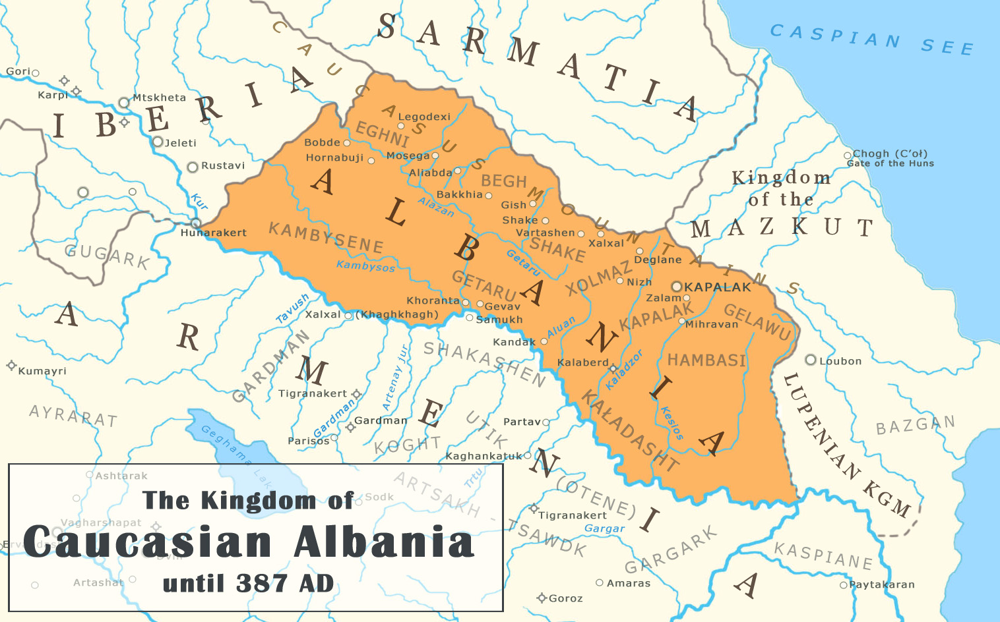 CASPIAN SEE
SARMATIA
CAUCASUS MOUNTAINS
IBERIA
Gori
Karpi
Mtskheta
Jeleti
Rustavi
Kur
Hunarakert
GUGARK
Legodexi
EGHNI
Bobde
Hornabuji
Mosega
Aliabda
BEGH
Bakkhia
Alazan
Gish
Shake
Vartashen
Xalxal
SHAKE
Deglane
Getaru
ALBANIA
KAMBYSENE
Kambysos
GETARU
XOLMAZ
Nizh
KAPALAK
Zalam
KAPALAK
Mihravan
GELAWU
Khoranta
Gevav
Samukh
Kandak
Aluan
Kalaberd
Kaladzor
HAMBASI
KAŁADASHT
Kesios
Chogh (C'oł)
Gate of the Huns
Kingdom
of the
MAZKUT
Loubon
LUPENIAN KGM
BAZGAN
ARMENIA
Tavush
Xalxal (Khaghkhagh)
GARDMAN
SHAKASHEN
Artenay jur
Tigranakert
Gardman
Gardman
Parisos
KOGHT
UTIK
Partav
Kaghankatuk
Trtu
(OTENE)
Tigranakert
Gargar
ARTSAKH - TSAWDK
GARGARK
KASPIANE
Paytakaran
Amaras
Goroz
Kumayri
AYRARAT
Geghama Lak
Ashtarak
Sodk
Vagharshapat
Dvin
Artashat
The Kingdom of
Caucasian Albania
until 387 AD